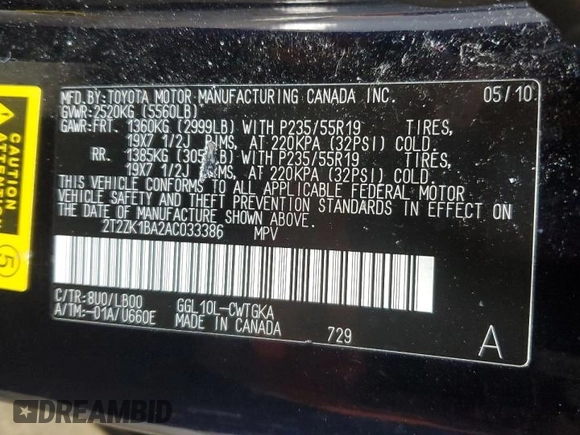 MFD.BY:TOYOTA MOTOR MANUFACTURING CANADA INC. 05/10
GVWR:2520KG (5560LB)
GAWR:FRT. 1360KG (2999LB) WITH P235/55R19 TIRES,
19X7 1/2J RIMS, AT 220KPA (32PSI) COLD.
RR. 1385KG LB) WITH P235/55R19 TIRES,
19X7 1/2J RIMS, AT 220KPA (32PSI) COLD.
THIS VEHICLE CONFORMS TO ALL APPLICABLE FEDERAL MOTOR
VEHICLE SAFETY AND THEFT PREVENTION STANDARDS IN EFFECT ON
THE DATE OF MANUFACTURE SHOWN ABOVE.
2T2ZK1BA2AC033386 MPV
C/TR:8U0/LB00 GGL10L-CWTGKA
A/TM:-01A/U660E MADE IN CANADA 729 A
CAUTION
ATTENTION
5
DREAMBID